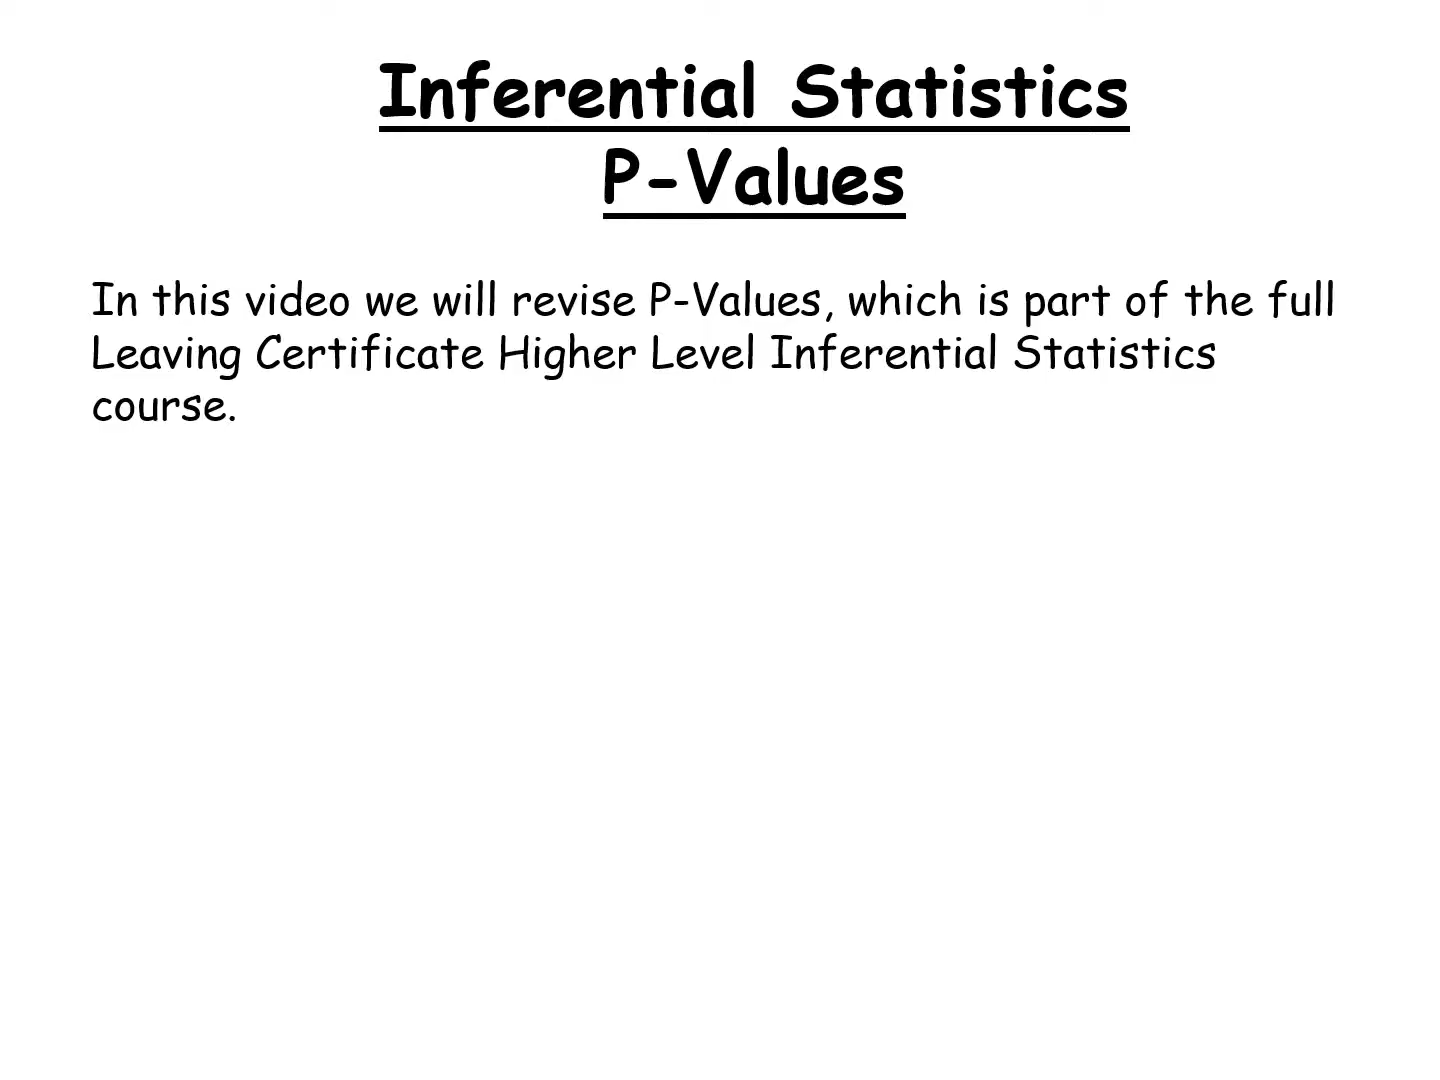 Inferential Statistics
P-Values
In this video we will revise P-Values, which is part of the full
Leaving Certificate Higher Level Inferential Statistics
course.